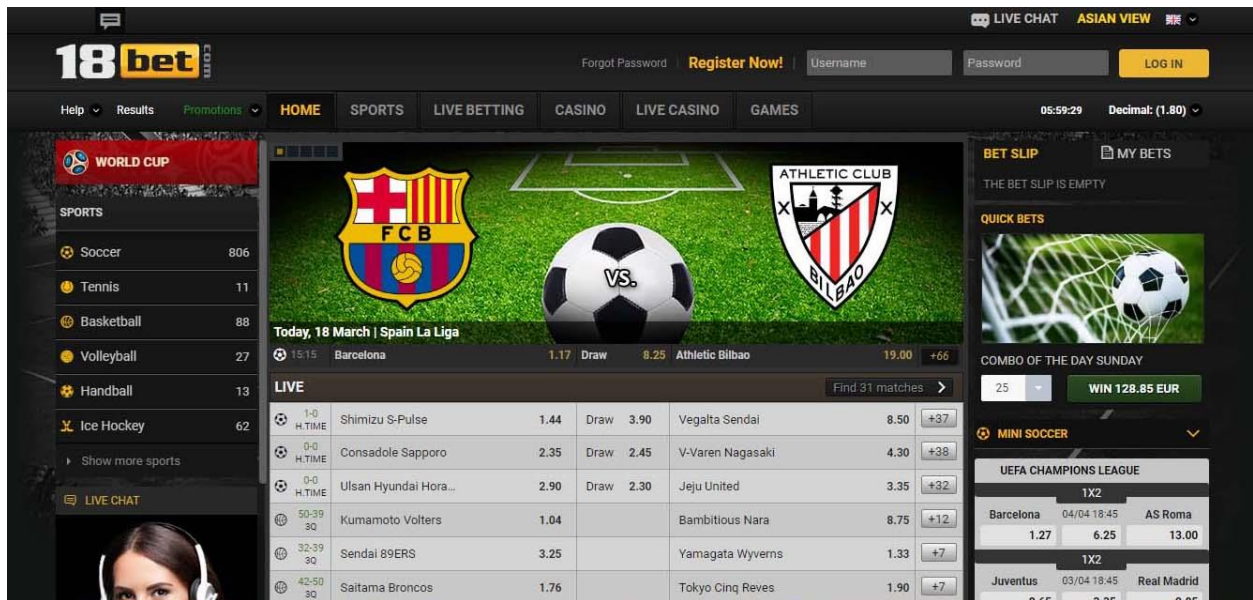 LIVE CHAT ASIAN VIEW
18 bet com
Forgot Password | Register Now! | Username Password LOG IN
Help Results Promotions HOME SPORTS LIVE BETTING CASINO LIVE CASINO GAMES 05:59:29 Decimal: (1.80)
WORLD CUP
SPORTS
Soccer 806
Tennis 11
Basketball 88
Volleyball 27
Handball 13
Ice Hockey 62
Show more sports
LIVE CHAT
FCB
VS.
ATHLETIC CLUB
BILBAO
Today, 18 March | Spain La Liga
15:15 Barcelona 1.17 Draw 8.25 Athletic Bilbao 19.00 +66
LIVE Find 31 matches
1-0 H.TIME Shimizu S-Pulse 1.44 Draw 3.90 Vegalta Sendai 8.50 +37
0-0 H.TIME Consadole Sapporo 2.35 Draw 2.45 V-Varen Nagasaki 4.30 +38
0-0 H.TIME Ulsan Hyundai Hora... 2.90 Draw 2.30 Jeju United 3.35 +32
50-39 3Q Kumamoto Volters 1.04 Bambitious Nara 8.75 +12
32-39 3Q Sendai 89ERS 3.25 Yamagata Wyverns 1.33 +7
42-50 3Q Saitama Broncos 1.76 Tokyo Cinq Reves 1.90 +7
BET SLIP MY BETS
THE BET SLIP IS EMPTY
QUICK BETS
COMBO OF THE DAY SUNDAY
25 WIN 128.85 EUR
MINI SOCCER
UEFA CHAMPIONS LEAGUE
1X2
Barcelona 04/04 18:45 AS Roma
1.27 6.25 13.00
1X2
Juventus 03/04 18:45 Real Madrid